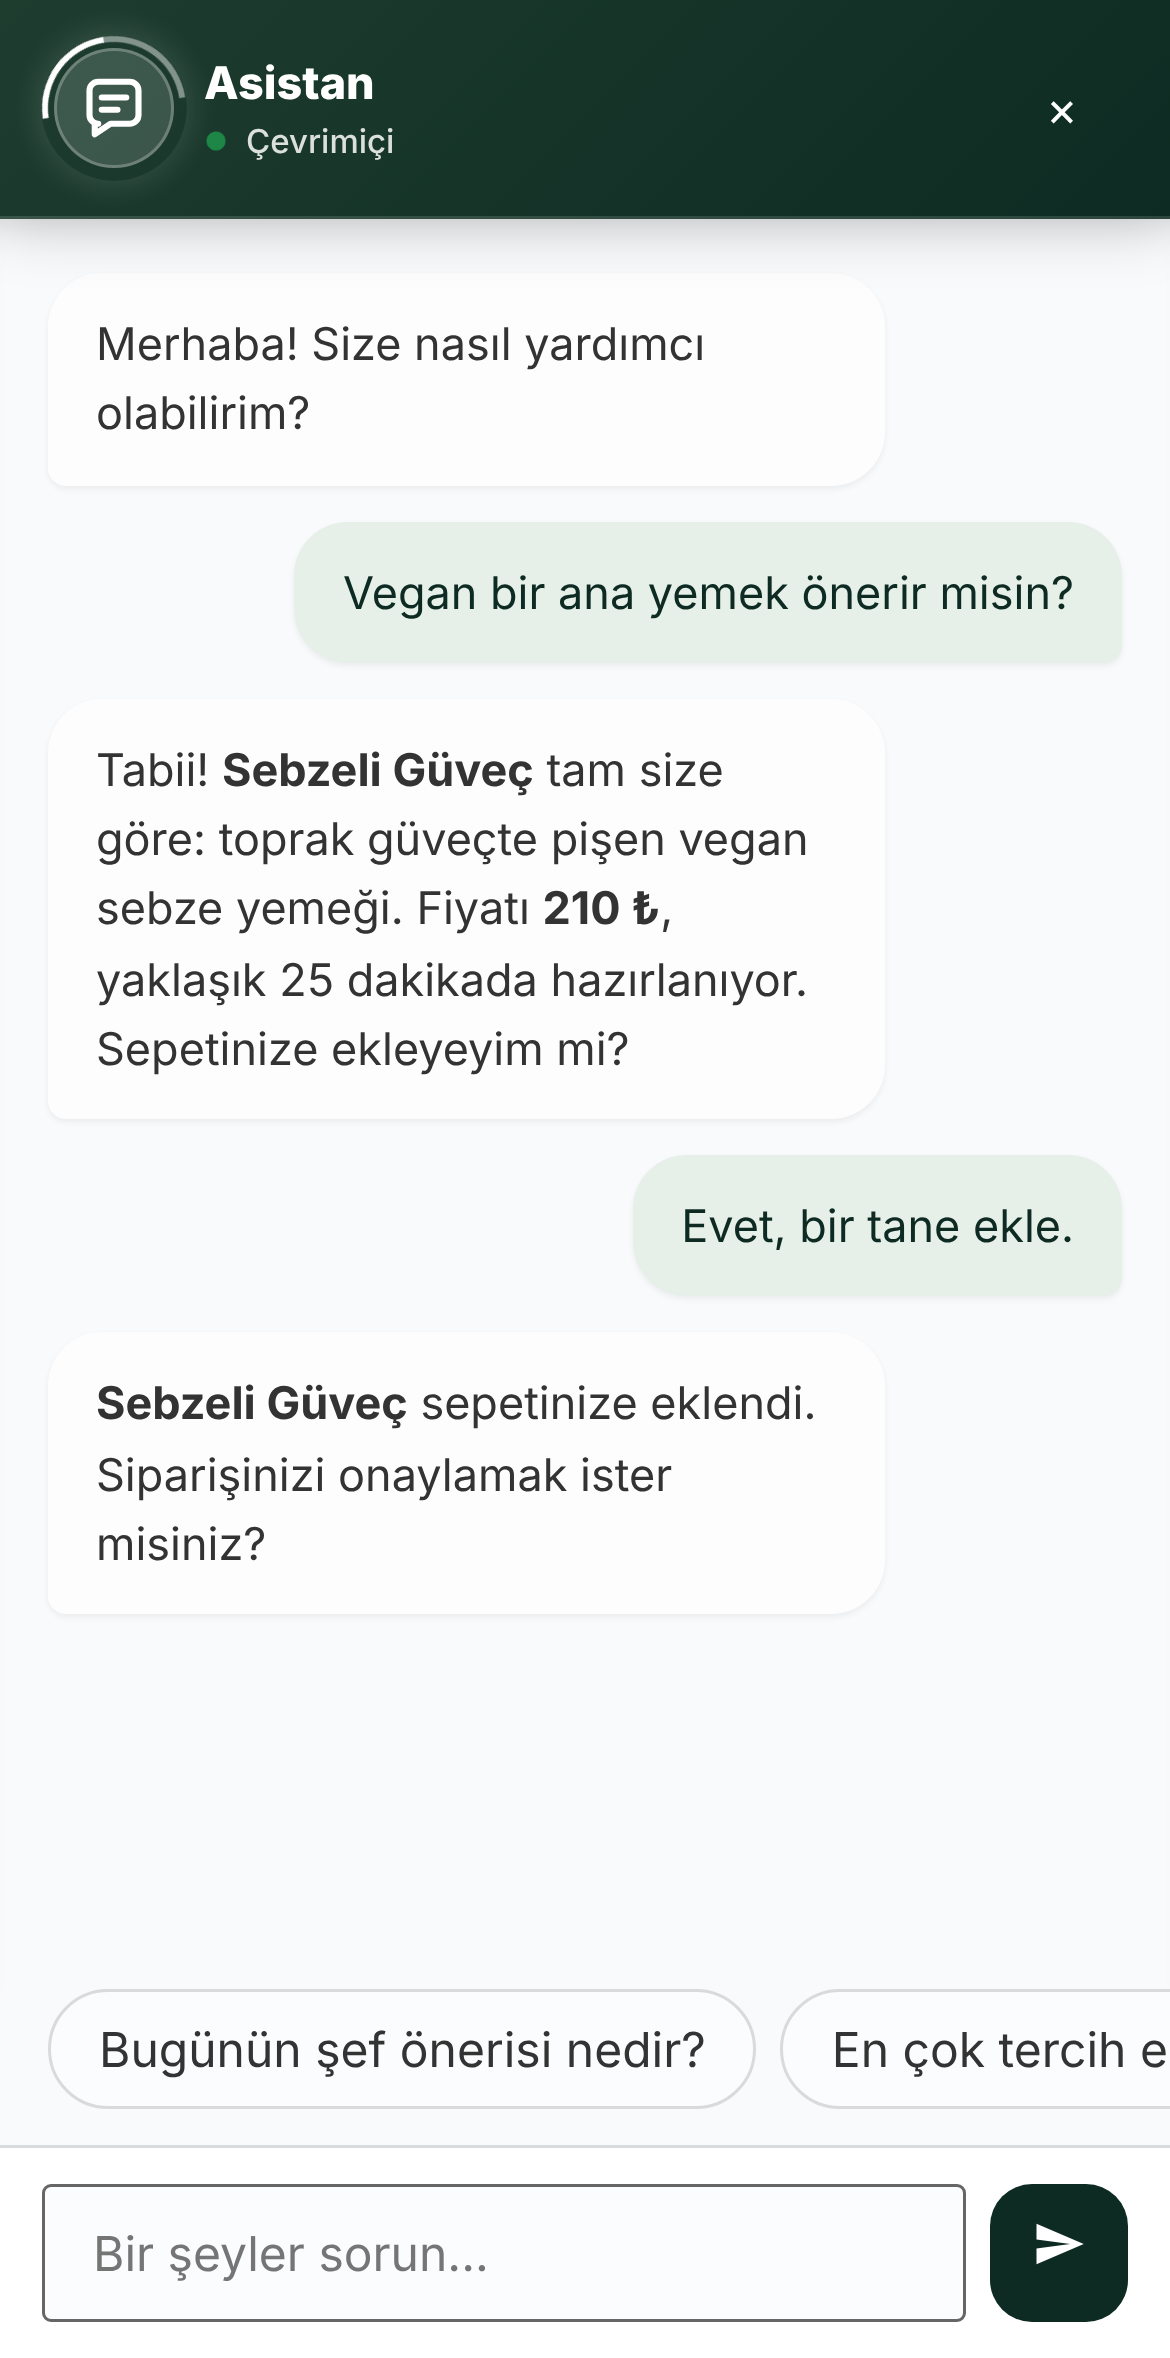 Asistan
Çevrimiçi
×
Merhaba! Size nasıl yardımcı
olabilirim?
Vegan bir ana yemek önerir misin?
Tabii! Sebzeli Güveç tam size
göre: toprak güveçte pişen vegan
sebze yemeği. Fiyatı 210 ₺,
yaklaşık 25 dakikada hazırlanıyor.
Sepetinize ekleyeyim mi?
Evet, bir tane ekle.
Sebzeli Güveç sepetinize eklendi.
Siparişinizi onaylamak ister
misiniz?
Bugünün şef önerisi nedir?
En çok tercih e
Bir şeyler sorun...